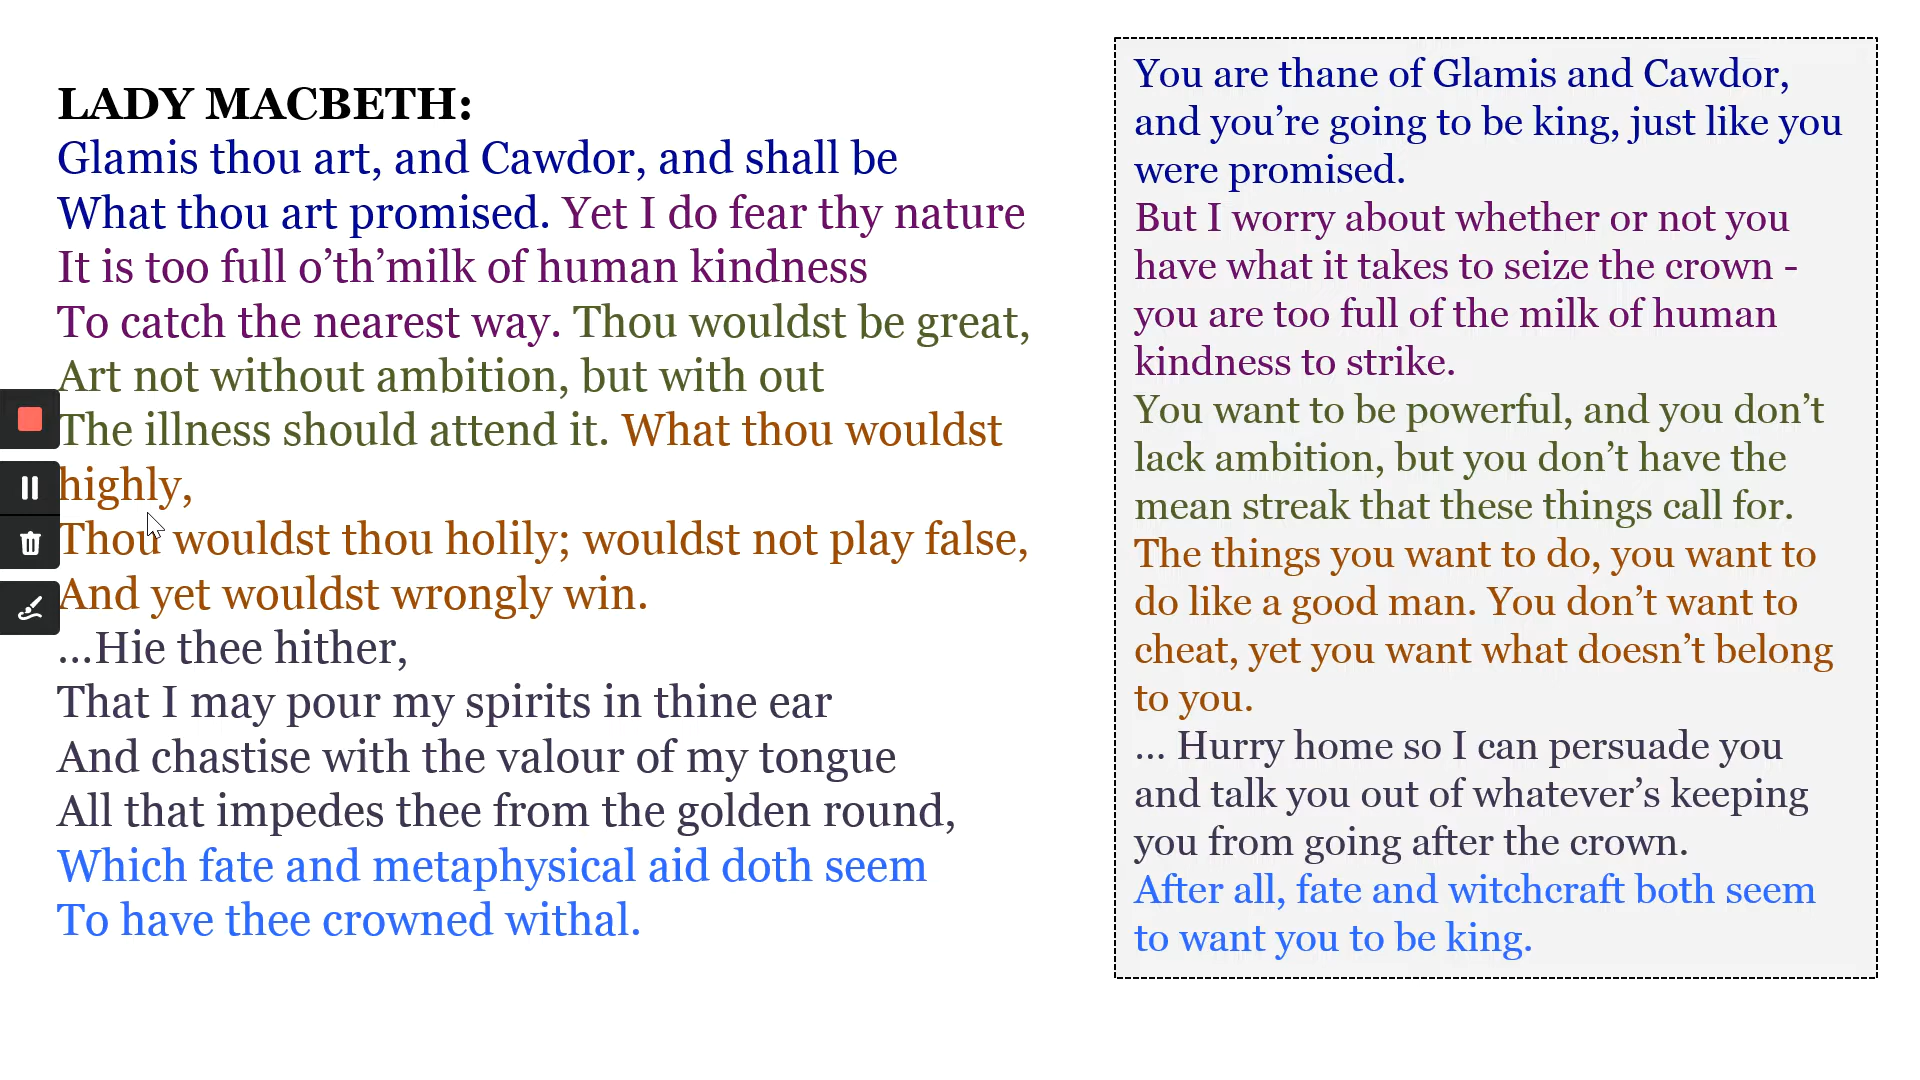 LADY MACBETH:
Glamis thou art, and Cawdor, and shall be
What thou art promised. Yet I do fear thy nature
It is too full o’th’milk of human kindness
To catch the nearest way. Thou wouldst be great,
Art not without ambition, but with out
The illness should attend it. What thou wouldst
highly,
Thou wouldst thou holily; wouldst not play false,
And yet wouldst wrongly win.
…Hie thee hither,
That I may pour my spirits in thine ear
And chastise with the valour of my tongue
All that impedes thee from the golden round,
Which fate and metaphysical aid doth seem
To have thee crowned withal.
You are thane of Glamis and Cawdor,
and you’re going to be king, just like you
were promised.
But I worry about whether or not you
have what it takes to seize the crown -
you are too full of the milk of human
kindness to strike.
You want to be powerful, and you don’t
lack ambition, but you don’t have the
mean streak that these things call for.
The things you want to do, you want to
do like a good man. You don’t want to
cheat, yet you want what doesn’t belong
to you.
… Hurry home so I can persuade you
and talk you out of whatever’s keeping
you from going after the crown.
After all, fate and witchcraft both seem
to want you to be king.